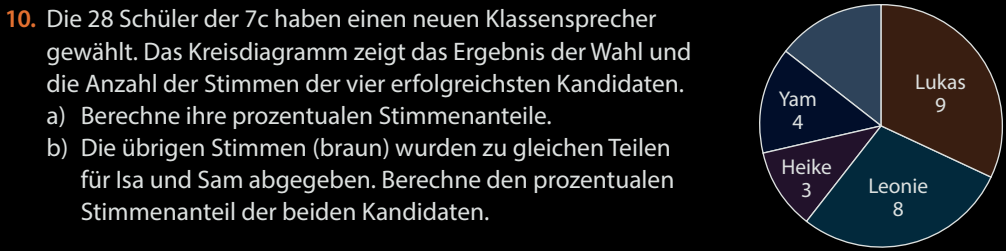 10. Die 28 Schüler der 7c haben einen neuen Klassensprecher
gewählt. Das Kreisdiagramm zeigt das Ergebnis der Wahl und
die Anzahl der Stimmen der vier erfolgreichsten Kandidaten.
a) Berechne ihre prozentualen Stimmenanteile.
b) Die übrigen Stimmen (braun) wurden zu gleichen Teilen
für Isa und Sam abgegeben. Berechne den prozentualen
Stimmenanteil der beiden Kandidaten.
Lukas
9
Yam
4
Heike
3
Leonie
8